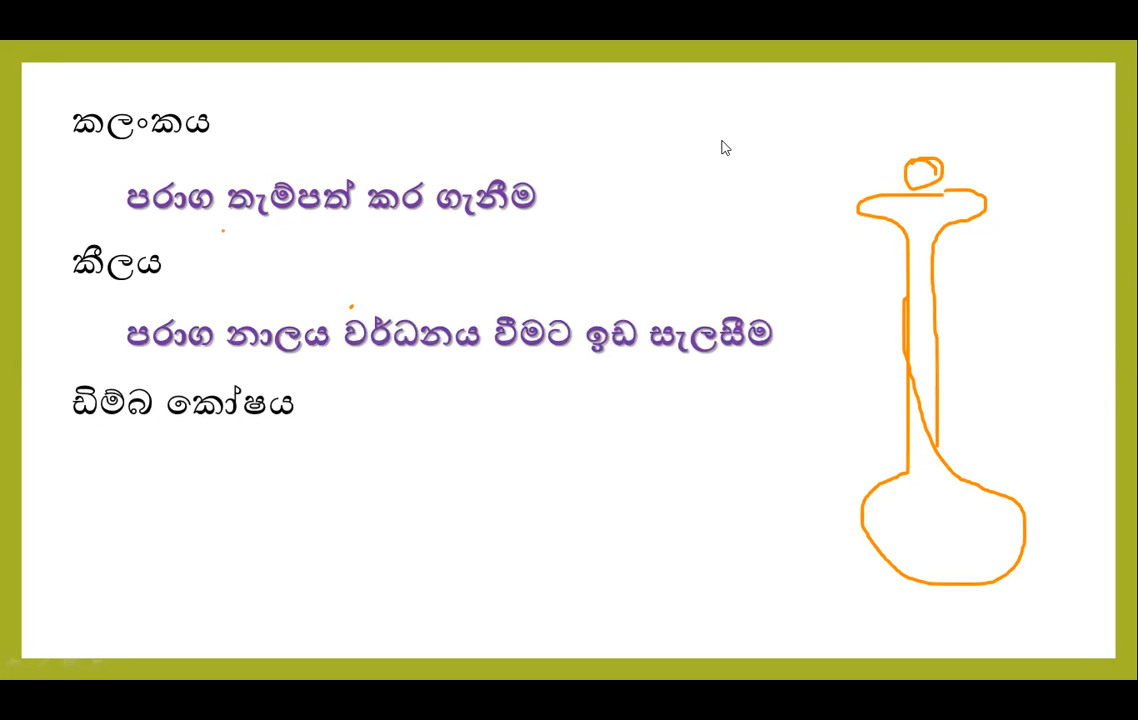 කලංකය
පරාග තැම්පත් කර ගැනීම
කීලය
පරාග නාලය වර්ධනය වීමට ඉඩ සැලසීම
ඩිම්බ කෝෂය